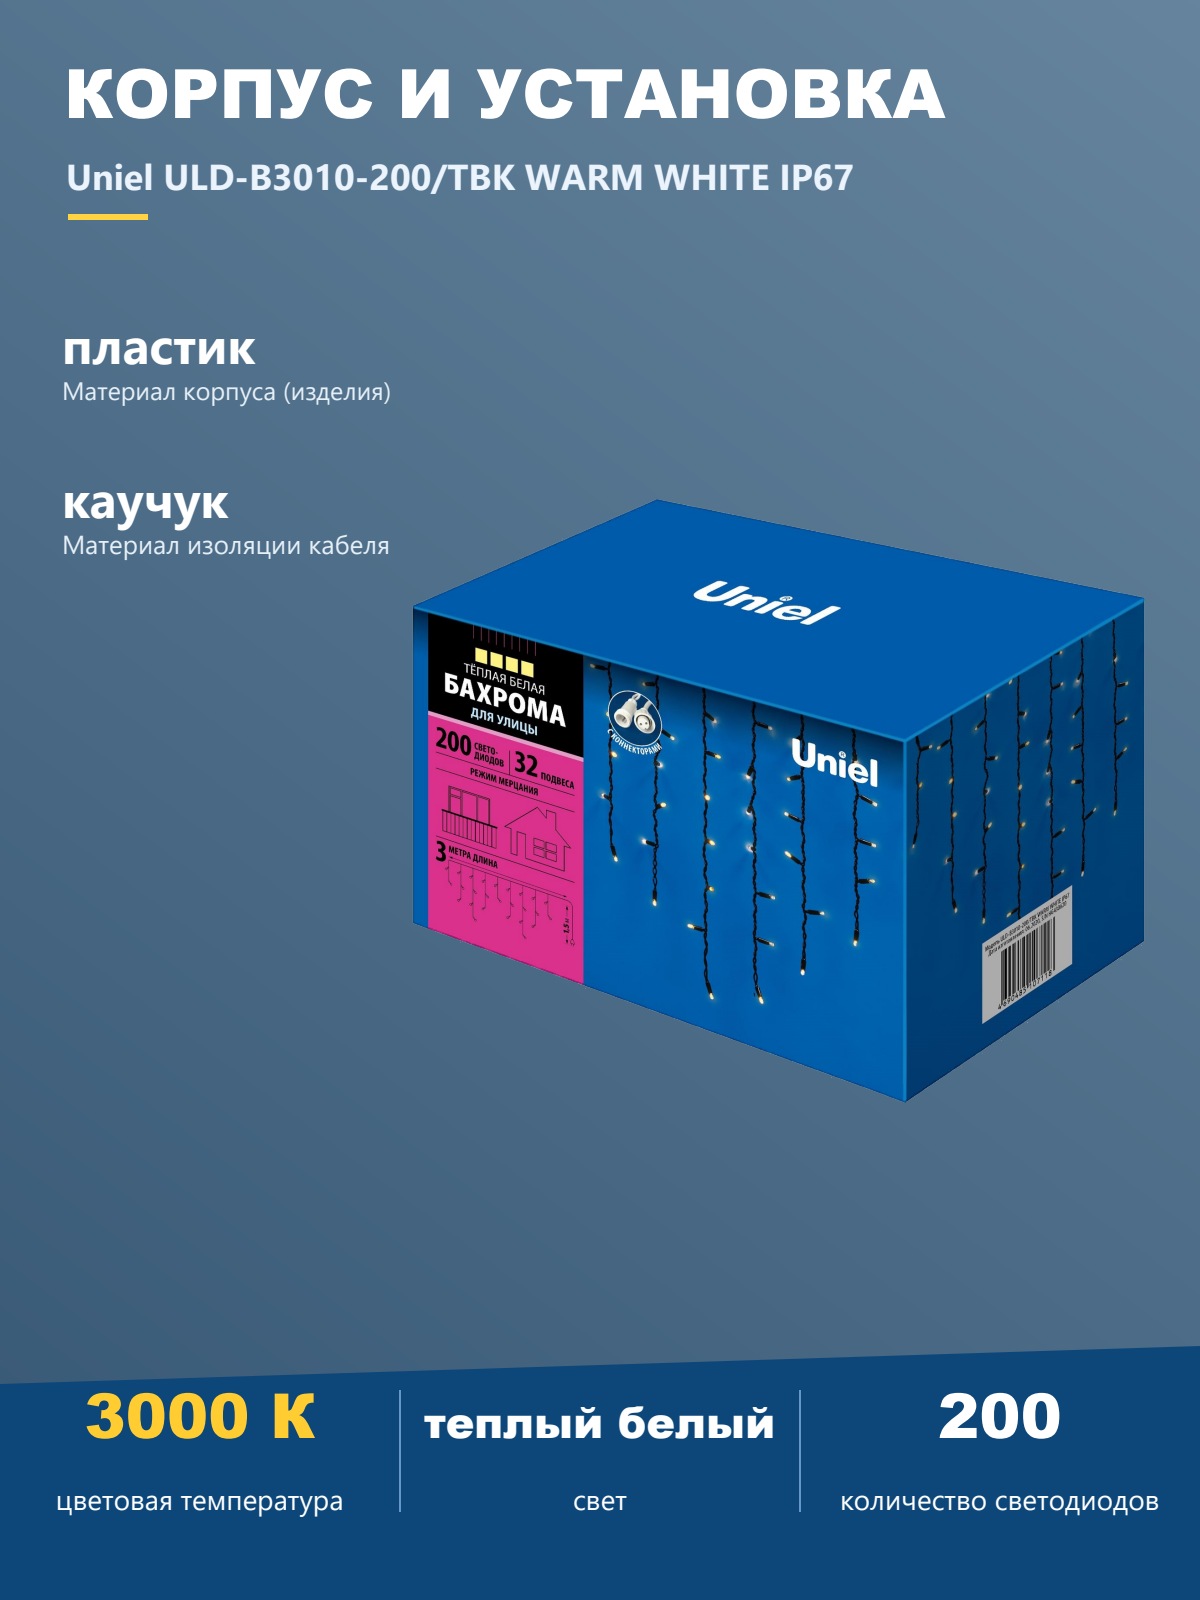 КОРПУС И УСТАНОВКА
Uniel ULD-B3010-200/TBK WARM WHITE IP67
пластик
Материал корпуса (изделия)
каучук
Материал изоляции кабеля
Uniel
ТЁПЛАЯ БЕЛАЯ
БАХРОМА
ДЛЯ УЛИЦЫ
200 СВЕТО-
ДИОДОВ
32 ПОДВЕСА
РЕЖИМ МЕРЦАНИЯ
3 МЕТРА ДЛИНА
С КОННЕКТОРАМИ
Uniel
3000 К
цветовая температура
теплый белый
свет
200
количество светодиодов